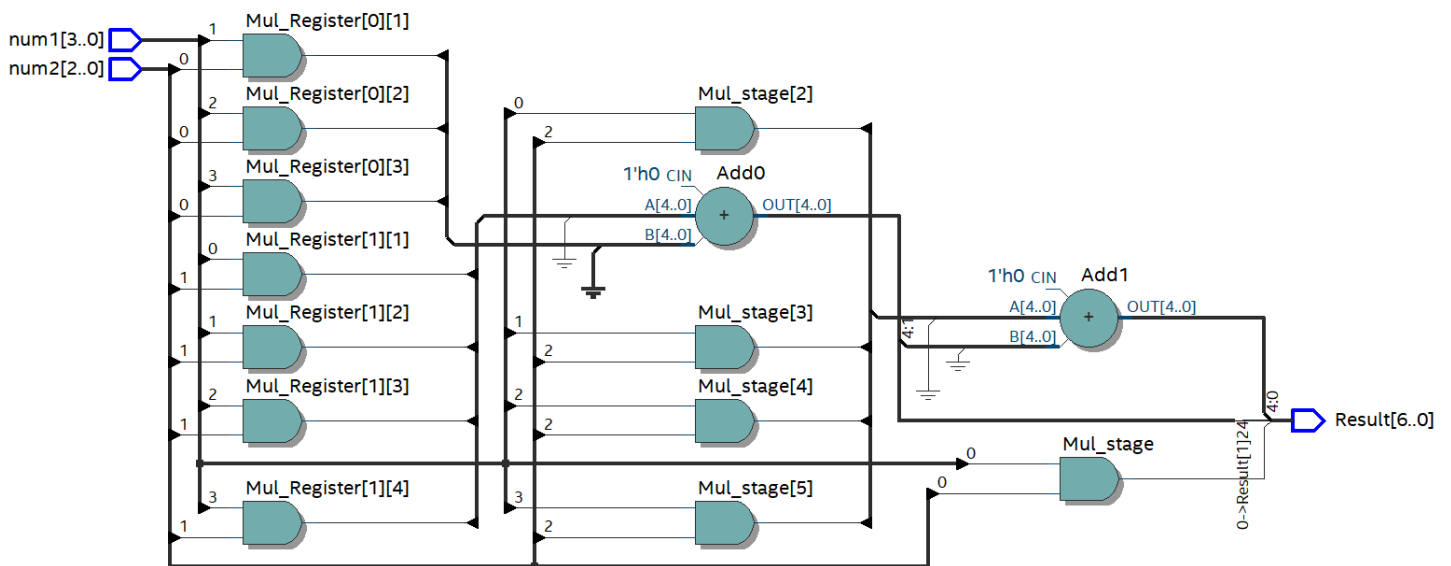 num1[3..0]
num2[2..0]
1
0
Mul_Register[0][1]
2
0
Mul_Register[0][2]
3
0
Mul_Register[0][3]
0
1
Mul_Register[1][1]
1
1
Mul_Register[1][2]
2
1
Mul_Register[1][3]
3
1
Mul_Register[1][4]
0
2
Mul_stage[2]
1'h0 CIN
Add0
A[4..0]
B[4..0]
OUT[4..0]
1
2
Mul_stage[3]
2
2
Mul_stage[4]
3
2
Mul_stage[5]
4:1
1'h0 CIN
Add1
A[4..0]
B[4..0]
OUT[4..0]
0
0
Mul_stage
0->Result[1]24
4:0
Result[6..0]